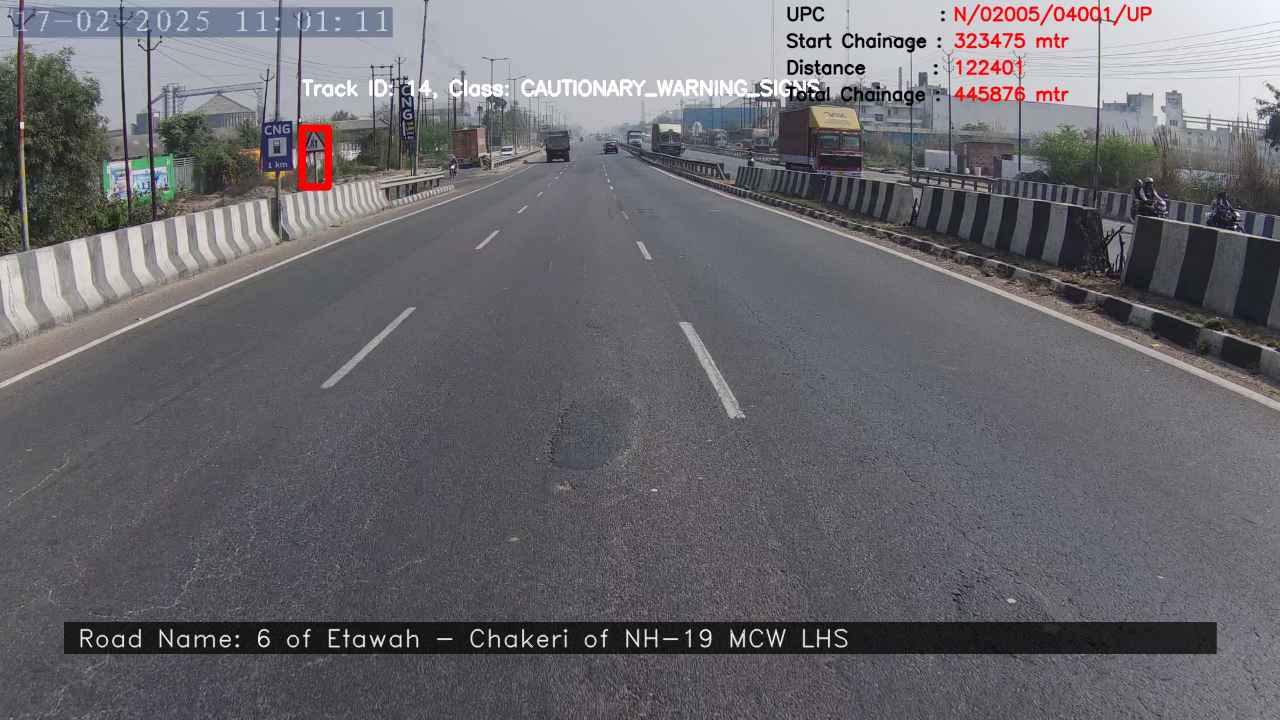 17-02-2025 11:01:11
UPC : N/02005/04001/UP
Start Chainage : 323475 mtr
Distance : 122401
Total Chainage : 445876 mtr
Track ID: 14, Class: CAUTIONARY_WARNING_SIGNS
CNG
1 km
Road Name: 6 of Etawah - Chakeri of NH-19 MCW LHS